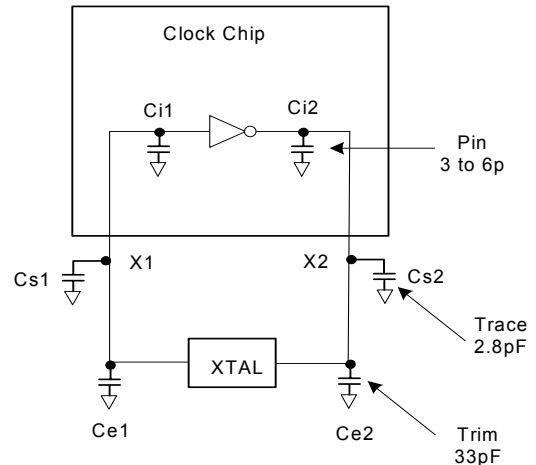 Clock Chip
Ci1
Ci2
Pin
3 to 6p
X1
X2
Cs1
Cs2
Trace
2.8pF
XTAL
Ce1
Ce2
Trim
33pF